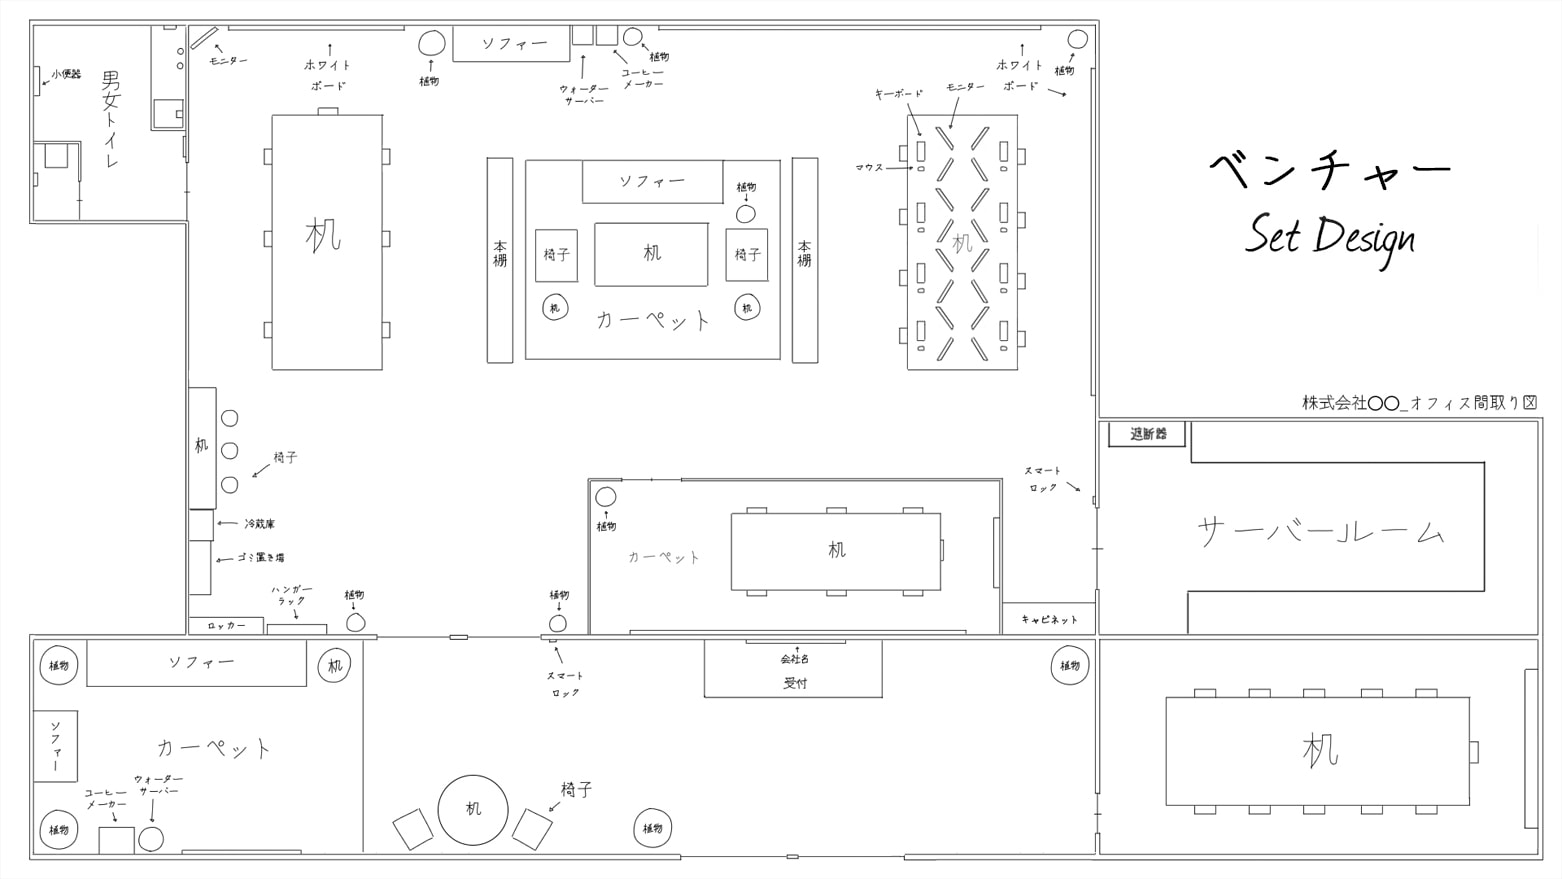 モニター
ホワイト
ボード
植物
ソファー
ウォーター
サーバー
コーヒー
メーカー
植物
ホワイト
ボード
植物
小便器
男女トイレ
キーボード
モニター
マウス
机
机
本棚
ソファー
植物
椅子
机
椅子
机
机
カーペット
本棚
ベンチャー
Set Design
株式会社〇〇_オフィス間取り図
机
椅子
冷蔵庫
ゴミ置き場
ハンガー
ラック
ロッカー
植物
植物
植物
カーペット
机
スマート
ロック
キャビネット
遮断器
サーバールーム
植物
ソファー
机
ソファー
カーペット
コーヒー
メーカー
ウォーター
サーバー
植物
スマート
ロック
会社名
受付
植物
机
椅子
植物
机